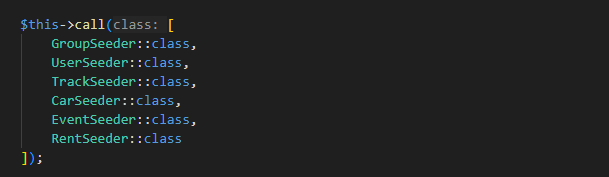 $this->call(class: [
    GroupSeeder::class,
    UserSeeder::class,
    TrackSeeder::class,
    CarSeeder::class,
    EventSeeder::class,
    RentSeeder::class
]);